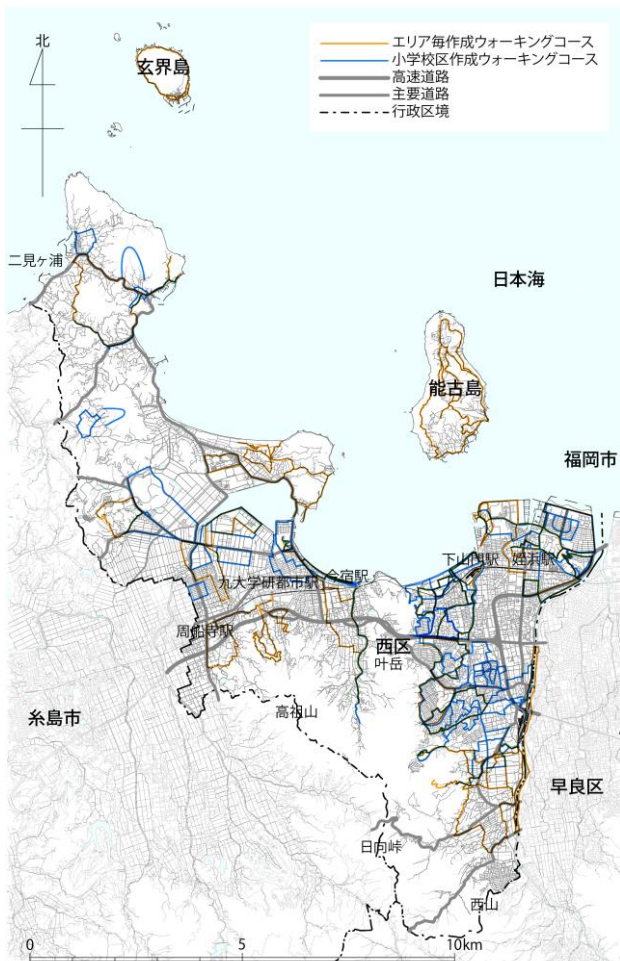 北
玄界島
エリア毎作成ウォーキングコース
小学校区作成ウォーキングコース
高速道路
主要道路
行政区境
二見ヶ浦
日本海
能古島
福岡市
下山門駅
姪浜駅
今宿駅
九大学研都市駅
周船寺駅
西区
叶岳
糸島市
高祖山
早良区
日向峠
西山
0
5
10km